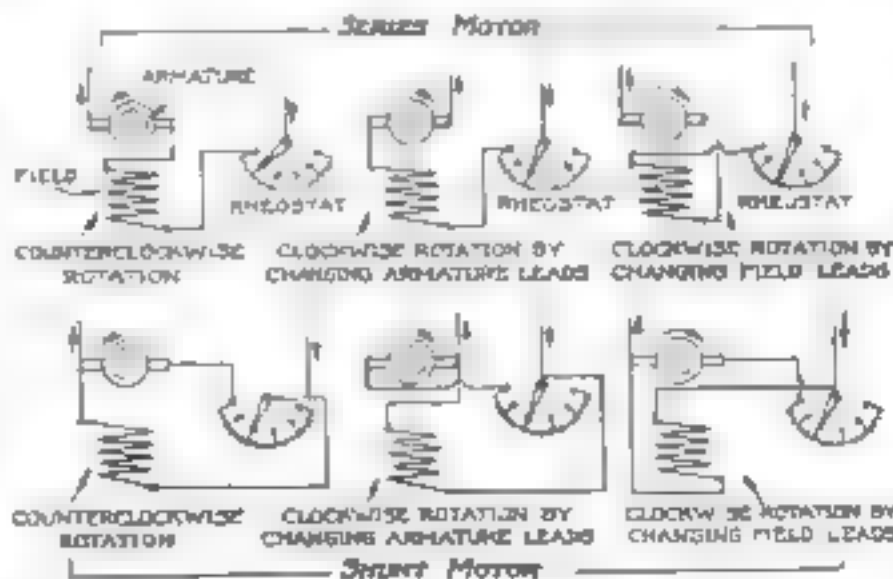 SERIES MOTOR
ARMATURE
FIELD
RHEOSTAT
RHEOSTAT
RHEOSTAT
COUNTERCLOCKWISE
ROTATION
CLOCKWISE ROTATION BY
CHANGING ARMATURE LEADS
CLOCKWISE ROTATION BY
CHANGING FIELD LEADS
COUNTERCLOCKWISE
ROTATION
CLOCKWISE ROTATION BY
CHANGING ARMATURE LEADS
CLOCKWISE ROTATION BY
CHANGING FIELD LEADS
SHUNT MOTOR